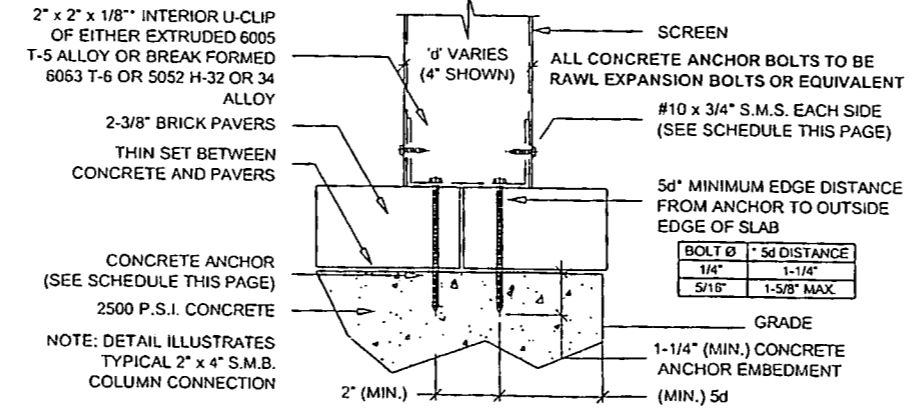 2" x 2" x 1/8"* INTERIOR U-CLIP
OF EITHER EXTRUDED 6005
T-5 ALLOY OR BREAK FORMED
6063 T-6 OR 5052 H-32 OR 34
ALLOY
2-3/8" BRICK PAVERS
THIN SET BETWEEN
CONCRETE AND PAVERS
CONCRETE ANCHOR
(SEE SCHEDULE THIS PAGE)
2500 P.S.I. CONCRETE
NOTE: DETAIL ILLUSTRATES
TYPICAL 2" x 4" S.M.B.
COLUMN CONNECTION
'd' VARIES
(4" SHOWN)
SCREEN
ALL CONCRETE ANCHOR BOLTS TO BE
RAWL EXPANSION BOLTS OR EQUIVALENT
#10 x 3/4" S.M.S. EACH SIDE
(SEE SCHEDULE THIS PAGE)
5d* MINIMUM EDGE DISTANCE
FROM ANCHOR TO OUTSIDE
EDGE OF SLAB
BOLT Ø * 5d DISTANCE
1/4" 1-1/4"
5/16" 1-5/8" MAX.
GRADE
1-1/4" (MIN.) CONCRETE
ANCHOR EMBEDMENT
2" (MIN.)
(MIN.) 5d